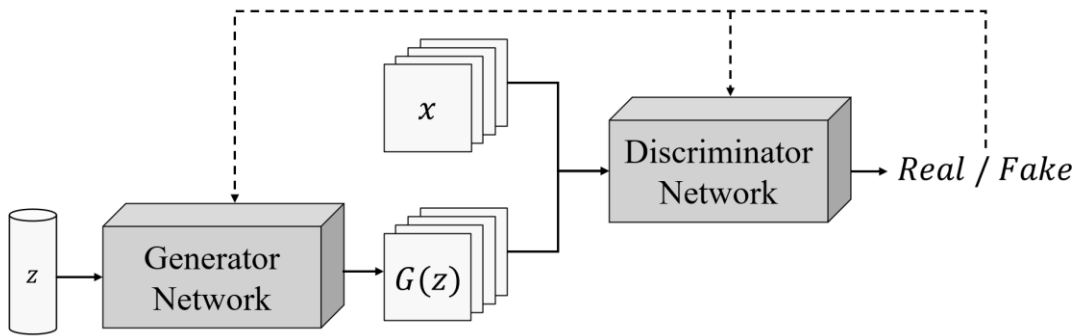 x
Discriminator
Network
Real / Fake
z
Generator
Network
G(z)